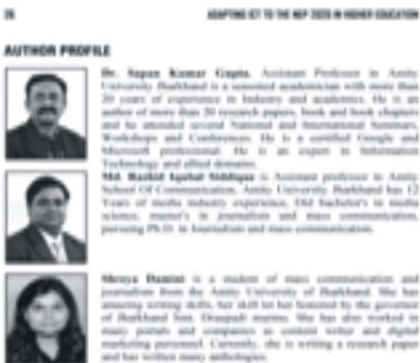 ADAPTING ICT TO THE NEP 2020 IN HIGHER EDUCATION
AUTHOR PROFILE
Dr. Sapan Kumar Gupta, Assistant Professor in Amity
University Jharkhand is a seasoned academician with more than
20 years of experience in Industry and academics. He is an
author of more than 20 research papers, book and book chapters
and he attended several National and International Seminars,
Workshops and Conferences. He is a certified Google and
Microsoft professional. He is an expert in Information
Technology and allied domains.
Md. Rashid Iqubal Siddique is Assistant professor in Amity
School Of Communication, Amity University Jharkhand has
Years of media industry experience, Did bachelor's in media
science, master's in journalism and mass communication,
pursuing Ph.D. in Journalism and mass communication.
Shreya Damini is a student of mass communication and
journalism from the Amity University of Jharkhand. She has
amazing writing skills, her skill let her honored by the governor
of Jharkhand Smt. Draupadi murmu. She has also worked in
many portals and companies as content writer and digital
marketing personnel. Currently, she is writing a research paper
and has written many anthologies.